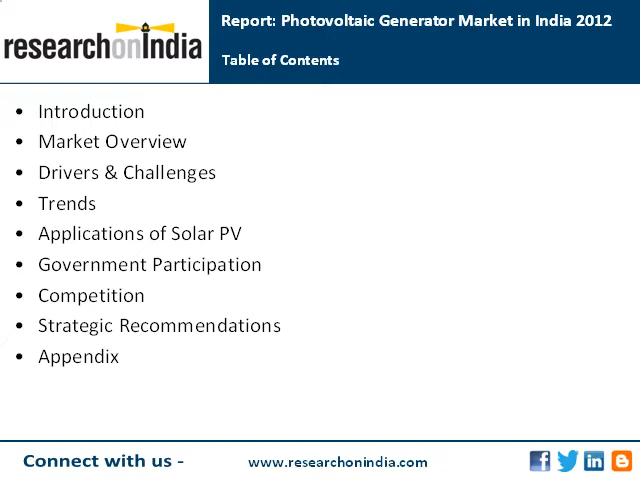 researchonIndia
Report: Photovoltaic Generator Market in India 2012
Table of Contents
• Introduction
• Market Overview
• Drivers & Challenges
• Trends
• Applications of Solar PV
• Government Participation
• Competition
• Strategic Recommendations
• Appendix
Connect with us -
www.researchonindia.com